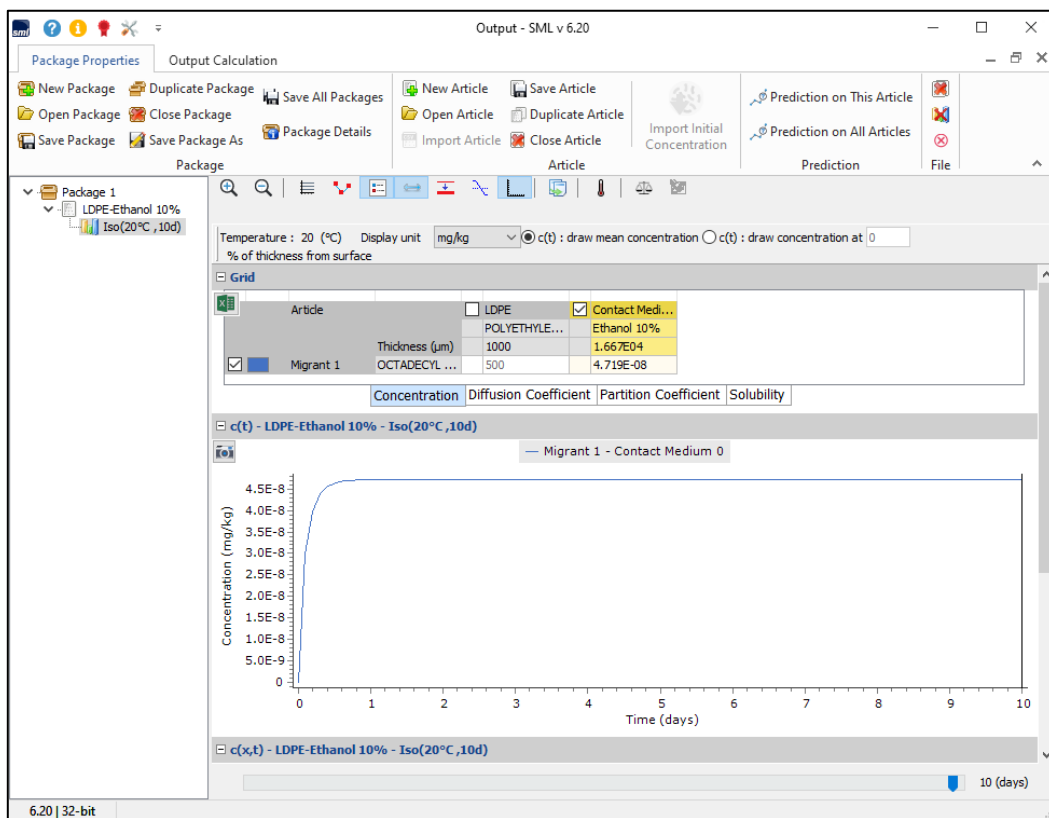 sml
Output - SML v 6.20
Package Properties
Output Calculation
New Package
Duplicate Package
Save All Packages
New Article
Save Article
Import Initial
Concentration
Prediction on This Article
Open Package
Close Package
Open Article
Duplicate Article
Prediction on All Articles
Save Package
Save Package As
Package Details
Import Article
Close Article
Package
Article
Prediction
File
Package 1
LDPE-Ethanol 10%
Iso(20°C ,10d)
Temperature : 20 (°C) Display unit mg/kg c(t) : draw mean concentration c(t) : draw concentration at 0
% of thickness from surface
Grid
Article LDPE Contact Medi...
POLYETHYLE... Ethanol 10%
Thickness (µm) 1000 1.667E04
Migrant 1 OCTADECYL ... 500 4.719E-08
Concentration Diffusion Coefficient Partition Coefficient Solubility
c(t) - LDPE-Ethanol 10% - Iso(20°C ,10d)
Migrant 1 - Contact Medium 0
Concentration (mg/kg)
4.5E-8
4.0E-8
3.5E-8
3.0E-8
2.5E-8
2.0E-8
1.5E-8
1.0E-8
5.0E-9
0
0 1 2 3 4 5 6 7 8 9 10
Time (days)
c(x,t) - LDPE-Ethanol 10% - Iso(20°C ,10d)
10 (days)
6.20 | 32-bit